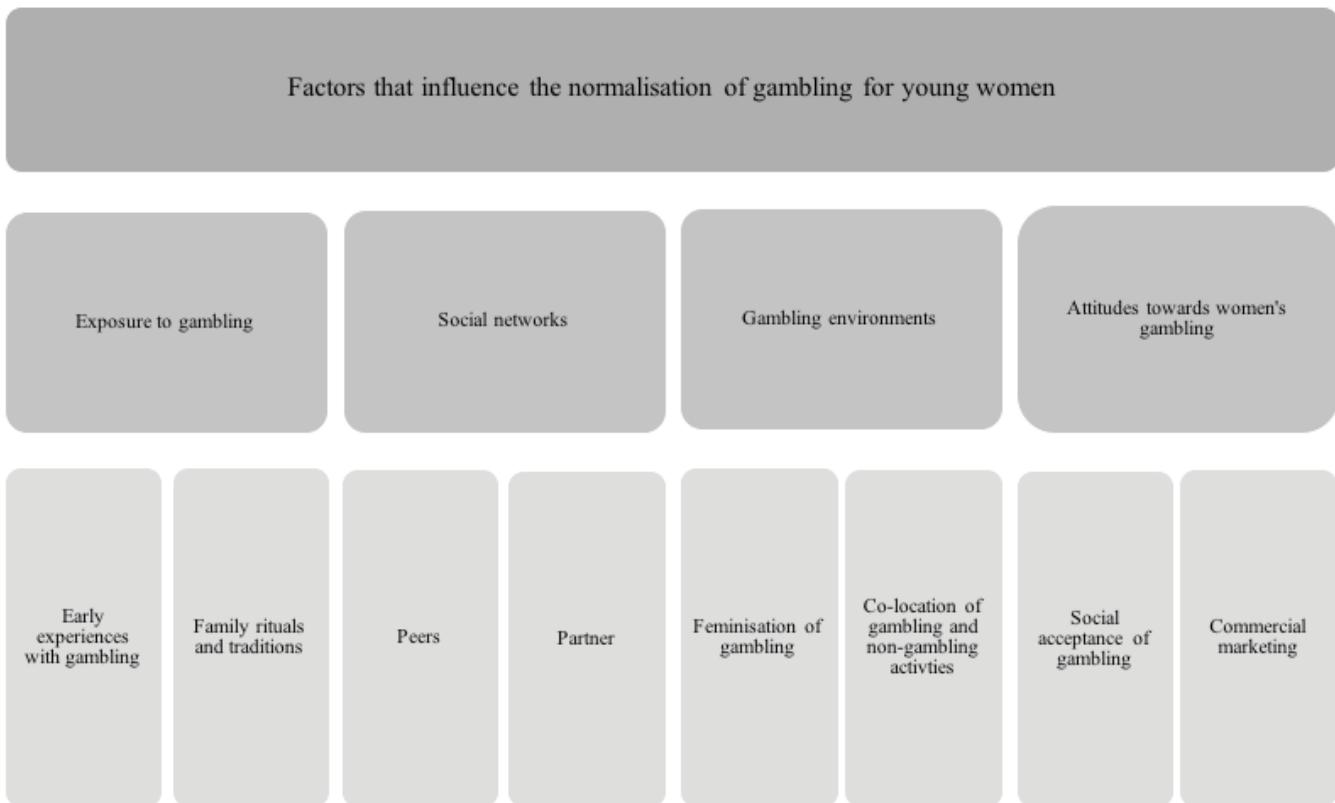 Factors that influence the normalisation of gambling for young women
Exposure to gambling
Social networks
Gambling environments
Attitudes towards women's
gambling
Early
experiences
with gambling
Family rituals
and traditions
Peers
Partner
Feminisation of
gambling
Co-location of
gambling and
non-gambling
activties
Social
acceptance of
gambling
Commercial
marketing